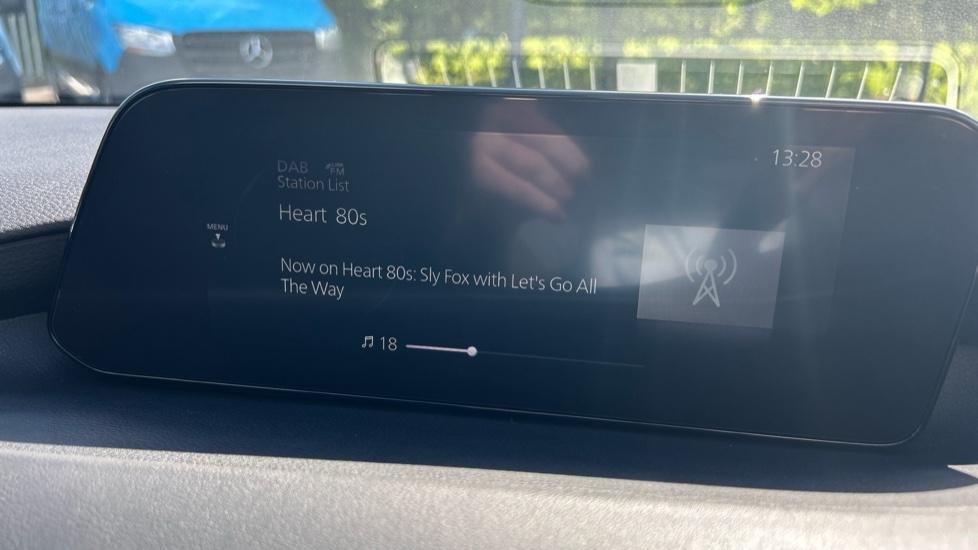 DAB
FM
13:28
Station List
Heart 80s
MENU
Now on Heart 80s: Sly Fox with Let's Go All
The Way
18